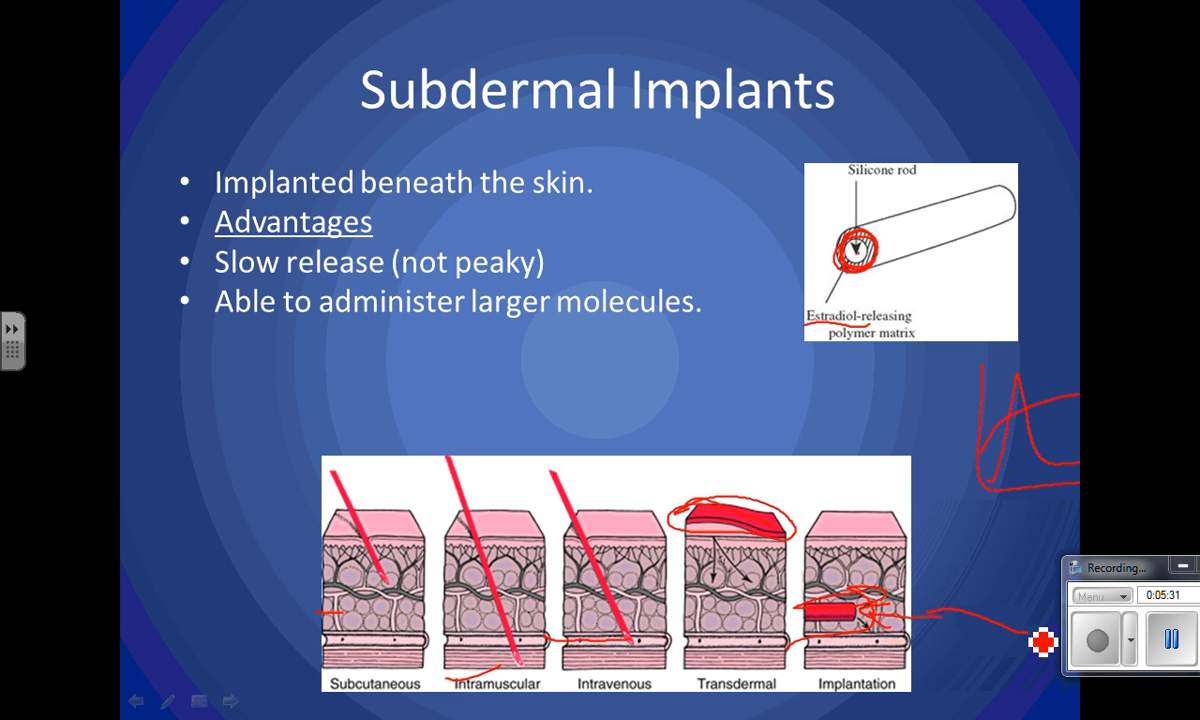 Subdermal Implants
• Implanted beneath the skin.
• Advantages
• Slow release (not peaky)
• Able to administer larger molecules.
Silicone rod
Estradiol-releasing
polymer matrix
Subcutaneous
Intramuscular
Intravenous
Transdermal
Implantation
Recording...
Menu
0:05:31